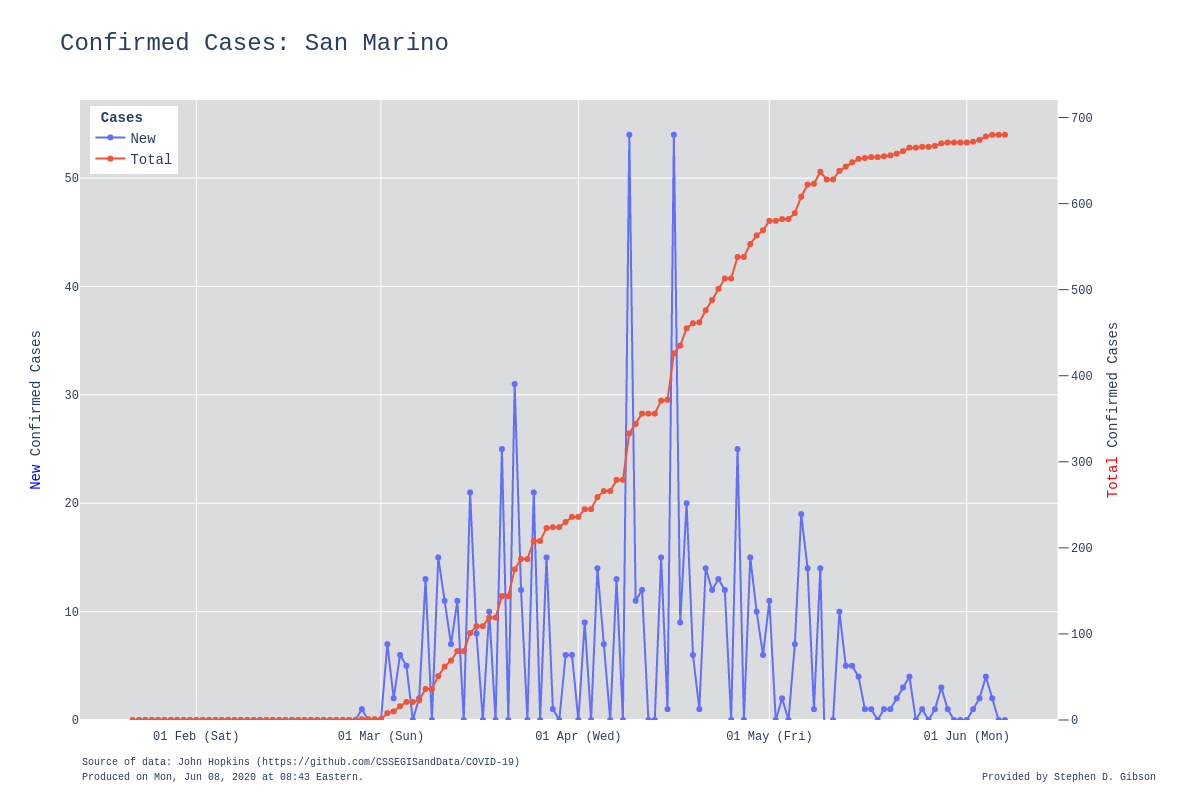 Confirmed Cases: San Marino
Cases
New
Total
50
40
30
20
10
0
700
600
500
400
300
200
100
0
New Confirmed Cases
Total Confirmed Cases
01 Feb (Sat)
01 Mar (Sun)
01 Apr (Wed)
01 May (Fri)
01 Jun (Mon)
Source of data: John Hopkins (https://github.com/CSSEGISandData/COVID-19)
Produced on Mon, Jun 08, 2020 at 08:43 Eastern.
Provided by Stephen D. Gibson